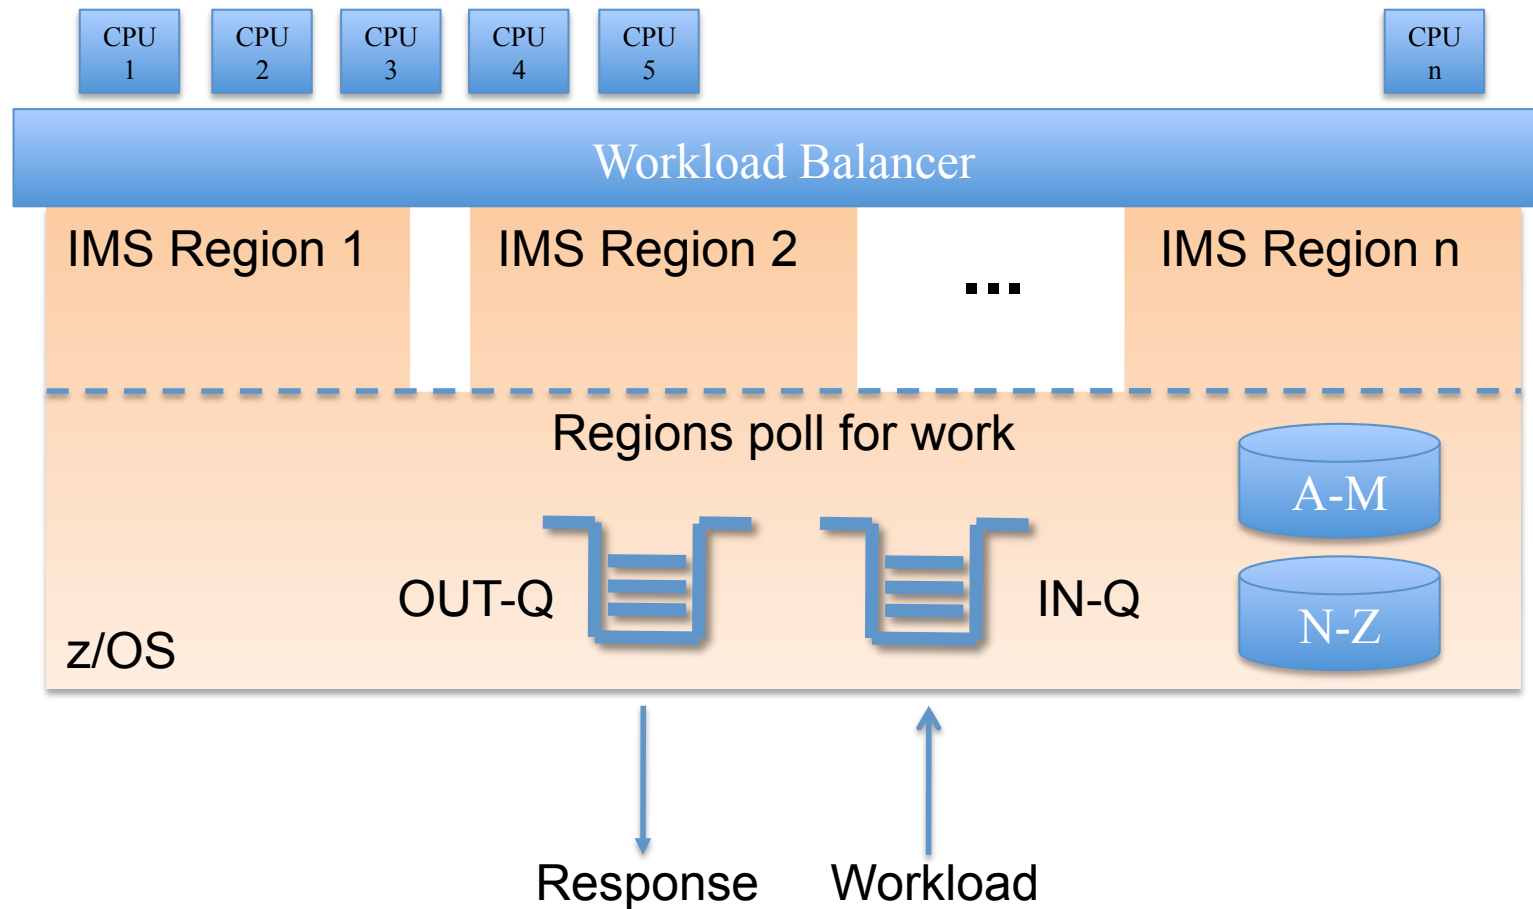 CPU
1
CPU
2
CPU
3
CPU
4
CPU
5
CPU
n
Workload Balancer
IMS Region 1
IMS Region 2
...
IMS Region n
Regions poll for work
A-M
OUT-Q
IN-Q
N-Z
z/OS
Response
Workload